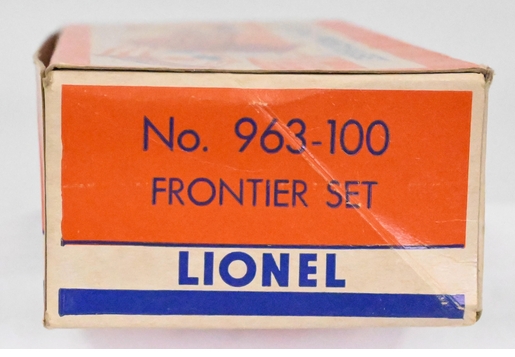 No. 963-100
FRONTIER SET
LIONEL